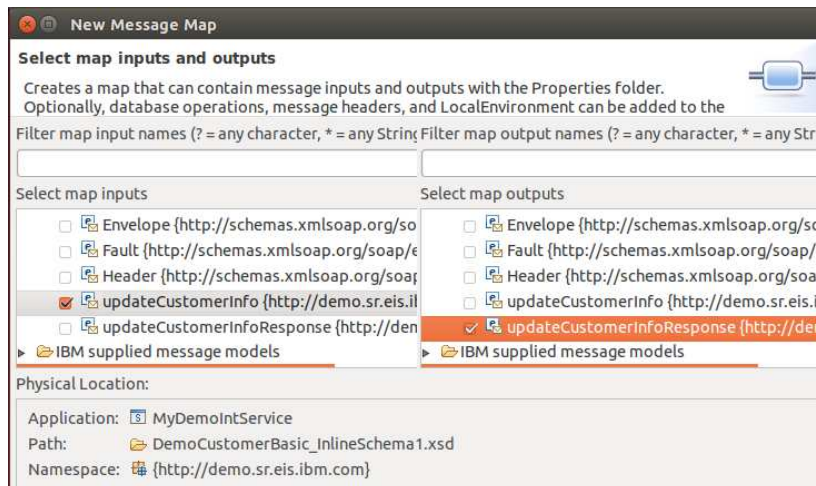 New Message Map
Select map inputs and outputs
Creates a map that can contain message inputs and outputs with the Properties folder.
Optionally, database operations, message headers, and LocalEnvironment can be added to the
Filter map input names (? = any character, * = any String
Filter map output names (? = any character, * = any Str
Select map inputs
Envelope {http://schemas.xmlsoap.org/so
Fault {http://schemas.xmlsoap.org/soap/e
Header {http://schemas.xmlsoap.org/soap
updateCustomerInfo {http://demo.sr.eis.i
updateCustomerInfoResponse {http://den
IBM supplied message models
Select map outputs
Envelope {http://schemas.xmlsoap.org/so
Fault {http://schemas.xmlsoap.org/soap/
Header {http://schemas.xmlsoap.org/soa
updateCustomerInfo {http://demo.sr.eis.i
updateCustomerInfoResponse {http://de
IBM supplied message models
Physical Location:
Application: MyDemoIntService
Path: DemoCustomerBasic_InlineSchema1.xsd
Namespace: {http://demo.sr.eis.ibm.com}